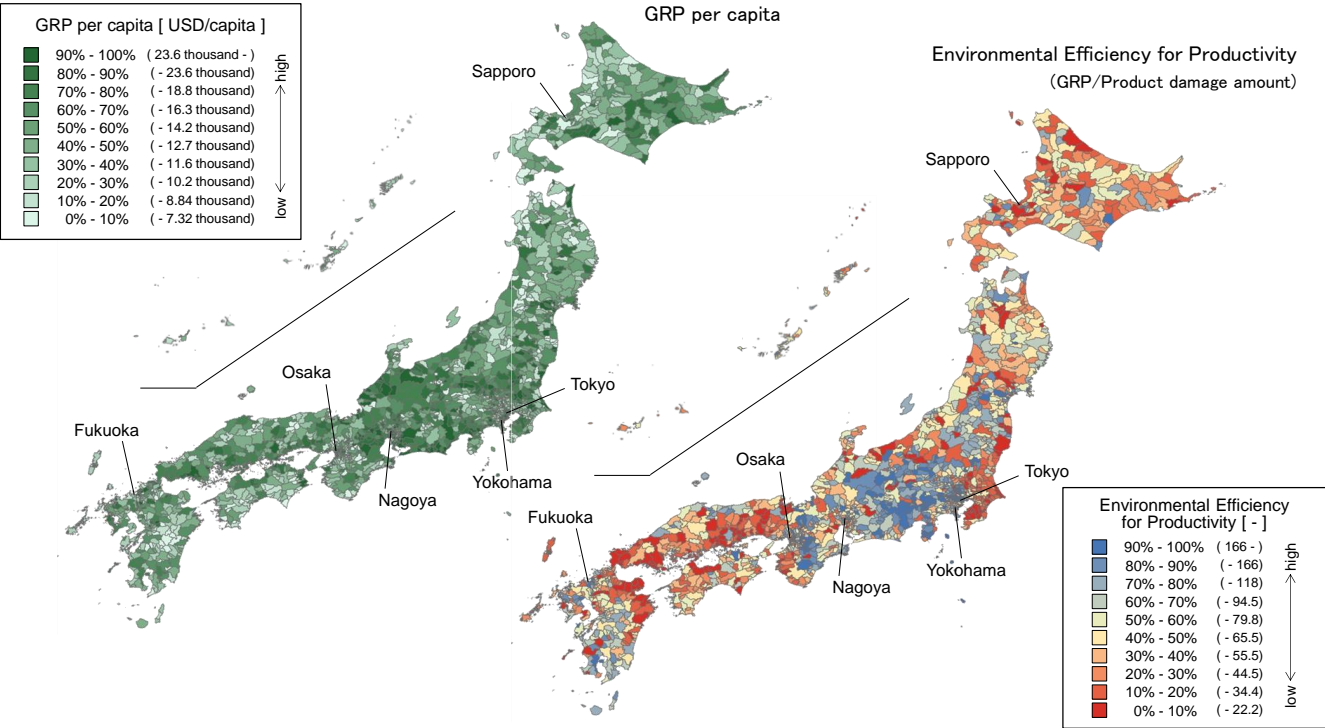 GRP per capita
GRP per capita [ USD/capita ]
90% - 100% ( 23.6 thousand - )
80% - 90% ( - 23.6 thousand)
70% - 80% ( - 18.8 thousand)
60% - 70% ( - 16.3 thousand)
50% - 60% ( - 14.2 thousand)
40% - 50% ( - 12.7 thousand)
30% - 40% ( - 11.6 thousand)
20% - 30% ( - 10.2 thousand)
10% - 20% ( - 8.84 thousand)
0% - 10% ( - 7.32 thousand)
high
low
Sapporo
Osaka
Tokyo
Fukuoka
Nagoya
Yokohama
Environmental Efficiency for Productivity
(GRP/Product damage amount)
Sapporo
Osaka
Tokyo
Fukuoka
Nagoya
Yokohama
Environmental Efficiency
for Productivity [ - ]
90% - 100% ( 166 - )
80% - 90% ( - 166)
70% - 80% ( - 118)
60% - 70% ( - 94.5)
50% - 60% ( - 79.8)
40% - 50% ( - 65.5)
30% - 40% ( - 55.5)
20% - 30% ( - 44.5)
10% - 20% ( - 34.4)
0% - 10% ( - 22.2)
high
low